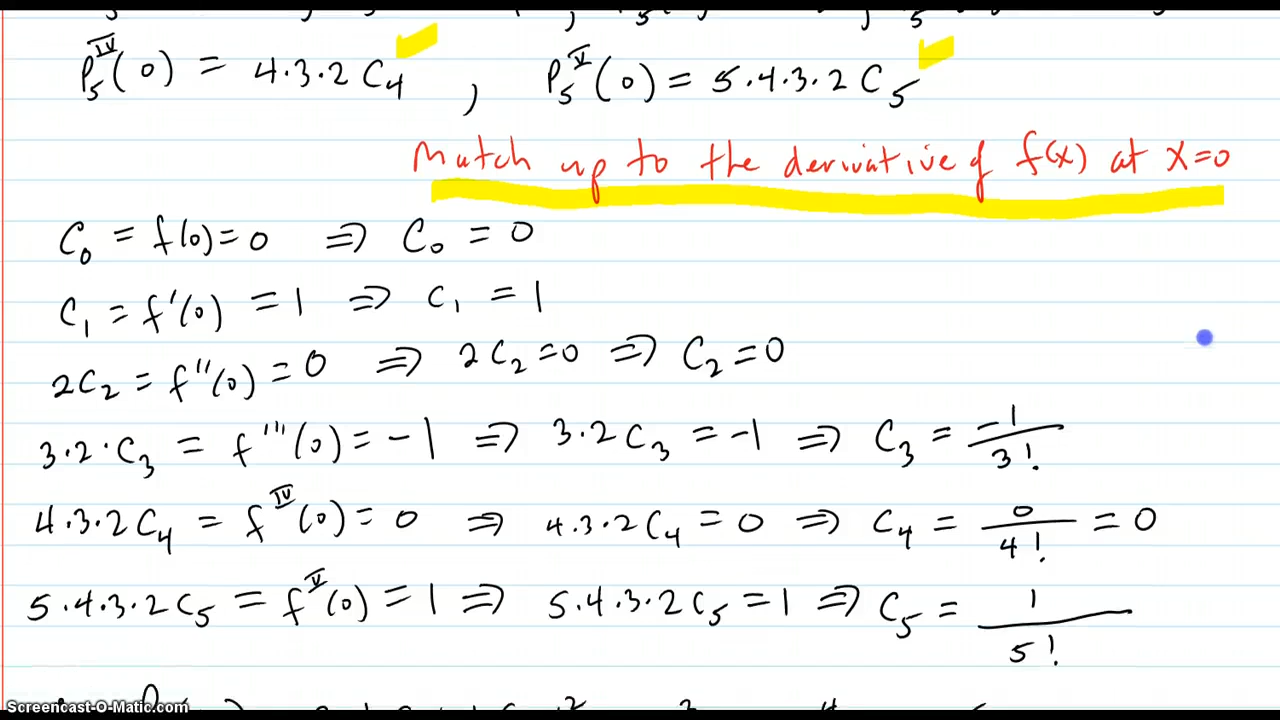 P₅ᴵⱽ(0) = 4·3·2 C₄ , P₅ⱽ(0) = 5·4·3·2 C₅
Match up to the derivative of f(x) at x=0
C₀ = f(0) = 0 ⇒ C₀ = 0
C₁ = f'(0) = 1 ⇒ C₁ = 1
2C₂ = f''(0) = 0 ⇒ 2C₂ = 0 ⇒ C₂ = 0
3·2·C₃ = f'''(0) = -1 ⇒ 3·2C₃ = -1 ⇒ C₃ = -1/3!
4·3·2C₄ = fᴵⱽ(0) = 0 ⇒ 4·3·2C₄ = 0 ⇒ C₄ = 0/4! = 0
5·4·3·2C₅ = fⱽ(0) = 1 ⇒ 5·4·3·2C₅ = 1 ⇒ C₅ = 1/5!
Screencast-O-Matic.com